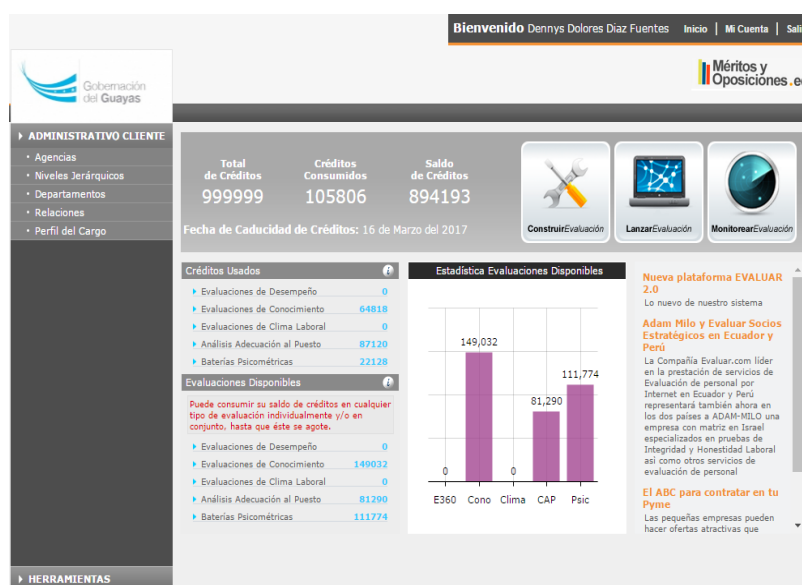 Bienvenido Dennys Dolores Diaz Fuentes Inicio | Mi Cuenta |
Gobernación
del Guayas
Méritos y
Oposiciones.e
ADMINISTRATIVO CLIENTE
Agencias
Niveles Jerárquicos
Departamentos
Relaciones
Perfil del Cargo
HERRAMIENTAS
Total
de Créditos
999999
Créditos
Consumidos
105806
Saldo
de Créditos
894193
Fecha de Caducidad de Créditos: 16 de Marzo del 2017
ConstruirEvaluación
LanzarEvaluación
MonitorearEvaluación
Créditos Usados
Evaluaciones de Desempeño 0
Evaluaciones de Conocimiento 64818
Evaluaciones de Clima Laboral 0
Análisis Adecuación al Puesto 87120
Baterías Psicométricas 22128
Evaluaciones Disponibles
Puede consumir su saldo de créditos en cualquier
tipo de evaluación individualmente y/o en
conjunto, hasta que éste se agote.
Evaluaciones de Desempeño 0
Evaluaciones de Conocimiento 149032
Evaluaciones de Clima Laboral 0
Análisis Adecuación al Puesto 81290
Baterías Psicométricas 111774
Estadística Evaluaciones Disponibles
149,032
111,774
81,290
0 0
E360 Cono Clima CAP Psic
Nueva plataforma EVALUAR
2.0
Lo nuevo de nuestro sistema
Adam Milo y Evaluar Socios
Estratégicos en Ecuador y
Perú
La Compañía Evaluar.com líder
en la prestación de servicios de
Evaluación de personal por
Internet en Ecuador y Perú
representará también ahora en
los dos países a ADAM-MILO una
empresa con matriz en Israel
especializados en pruebas de
Integridad y Honestidad Laboral
asi como otros servicios de
evaluación de personal
El ABC para contratar en tu
Pyme
Las pequeñas empresas pueden
hacer ofertas atractivas que